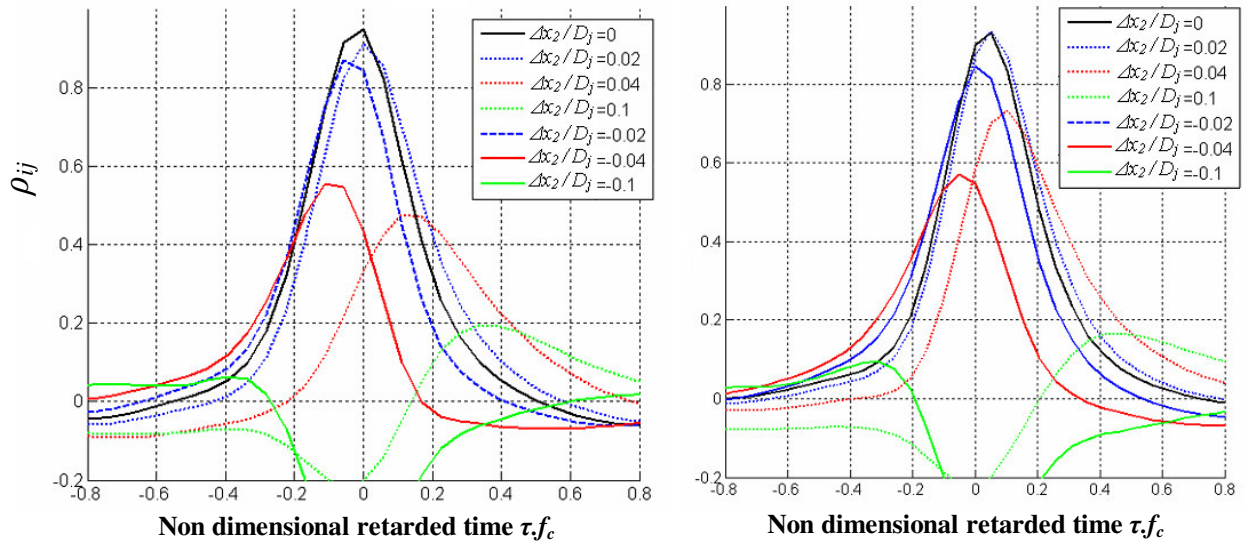 Δx₂/Dⱼ=0
Δx₂/Dⱼ=0.02
Δx₂/Dⱼ=0.04
Δx₂/Dⱼ=0.1
Δx₂/Dⱼ=-0.02
Δx₂/Dⱼ=-0.04
Δx₂/Dⱼ=-0.1
0.8
0.6
0.4
0.2
0
-0.2
ρᵢⱼ
-0.8 -0.6 -0.4 -0.2 0 0.2 0.4 0.6 0.8
Non dimensional retarded time τ.f_c
Δx₂/Dⱼ=0
Δx₂/Dⱼ=0.02
Δx₂/Dⱼ=0.04
Δx₂/Dⱼ=0.1
Δx₂/Dⱼ=-0.02
Δx₂/Dⱼ=-0.04
Δx₂/Dⱼ=-0.1
0.8
0.6
0.4
0.2
0
-0.2
-0.8 -0.6 -0.4 -0.2 0 0.2 0.4 0.6 0.8
Non dimensional retarded time τ.f_c